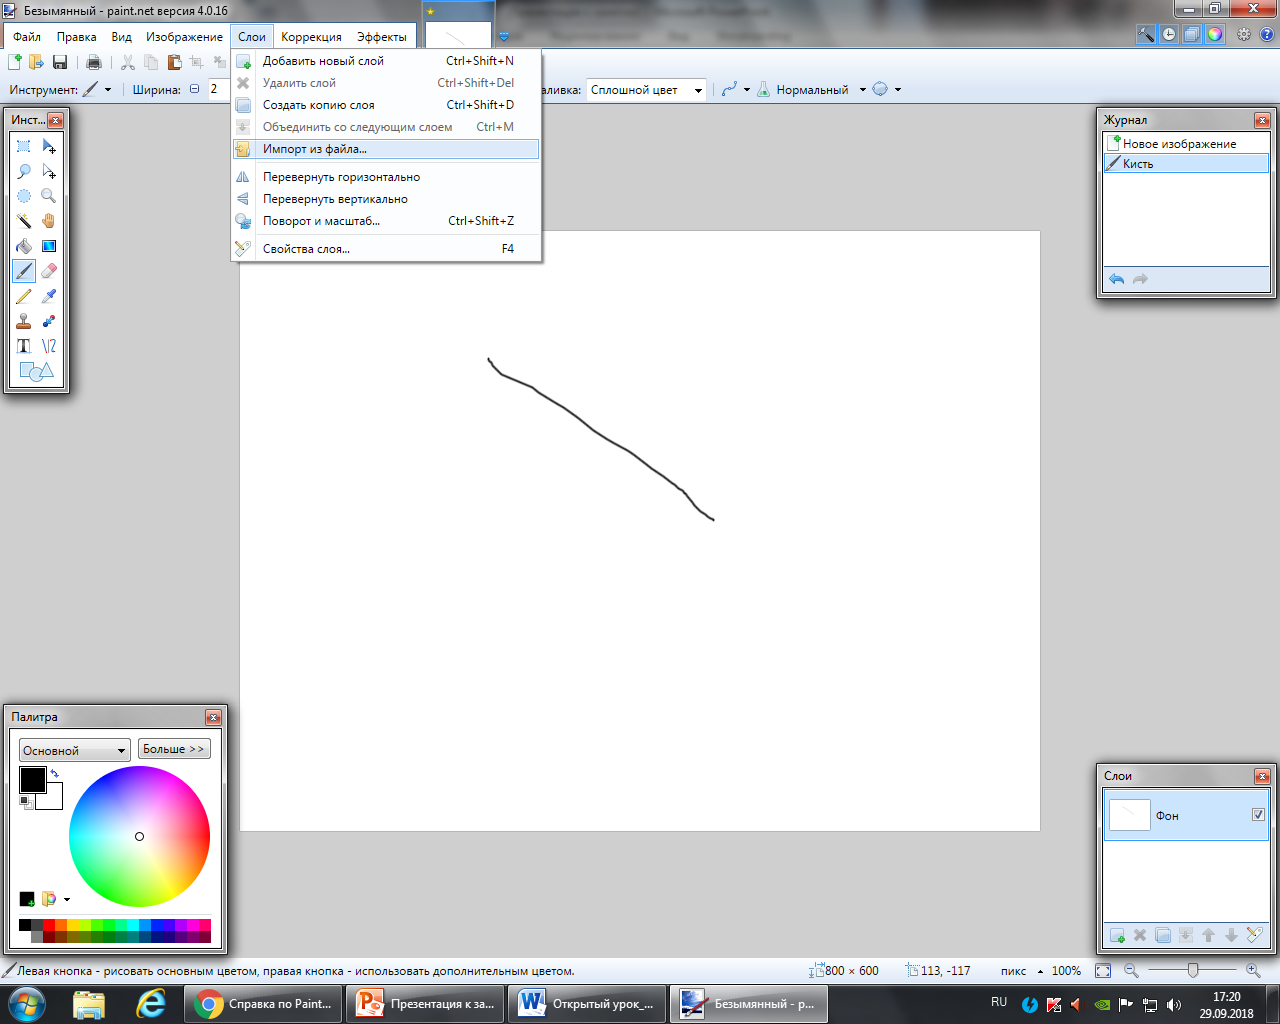 Безымянный - paint.net версия 4.0.16
Файл Правка Вид Изображение Слои Коррекция Эффекты
Добавить новый слой Ctrl+Shift+N
Удалить слой Ctrl+Shift+Del
Создать копию слоя Ctrl+Shift+D
Объединить со следующим слоем Ctrl+M
Импорт из файла...
Перевернуть горизонтально
Перевернуть вертикально
Поворот и масштаб... Ctrl+Shift+Z
Свойства слоя... F4
Инструмент: Ширина: 2 аливка: Сплошной цвет Нормальный
Инст...
Журнал
Новое изображение
Кисть
Палитра
Основной Больше >>
Слои
Фон
Левая кнопка - рисовать основным цветом, правая кнопка - использовать дополнительным цветом. 800 × 600 113, -117 пикс 100%
Справка по Paint... Презентация к за... Открытый урок_... Безымянный - p... RU 17:20
29.09.2018